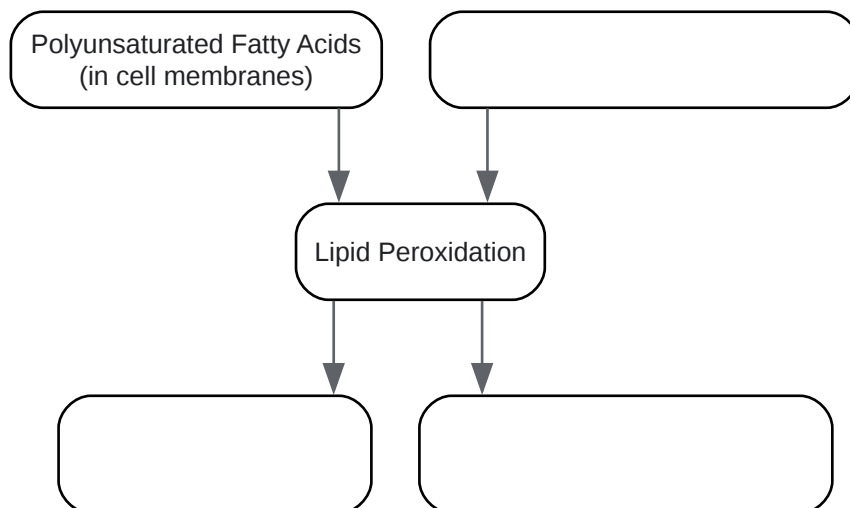 Polyunsaturated Fatty Acids
(in cell membranes)
Lipid Peroxidation